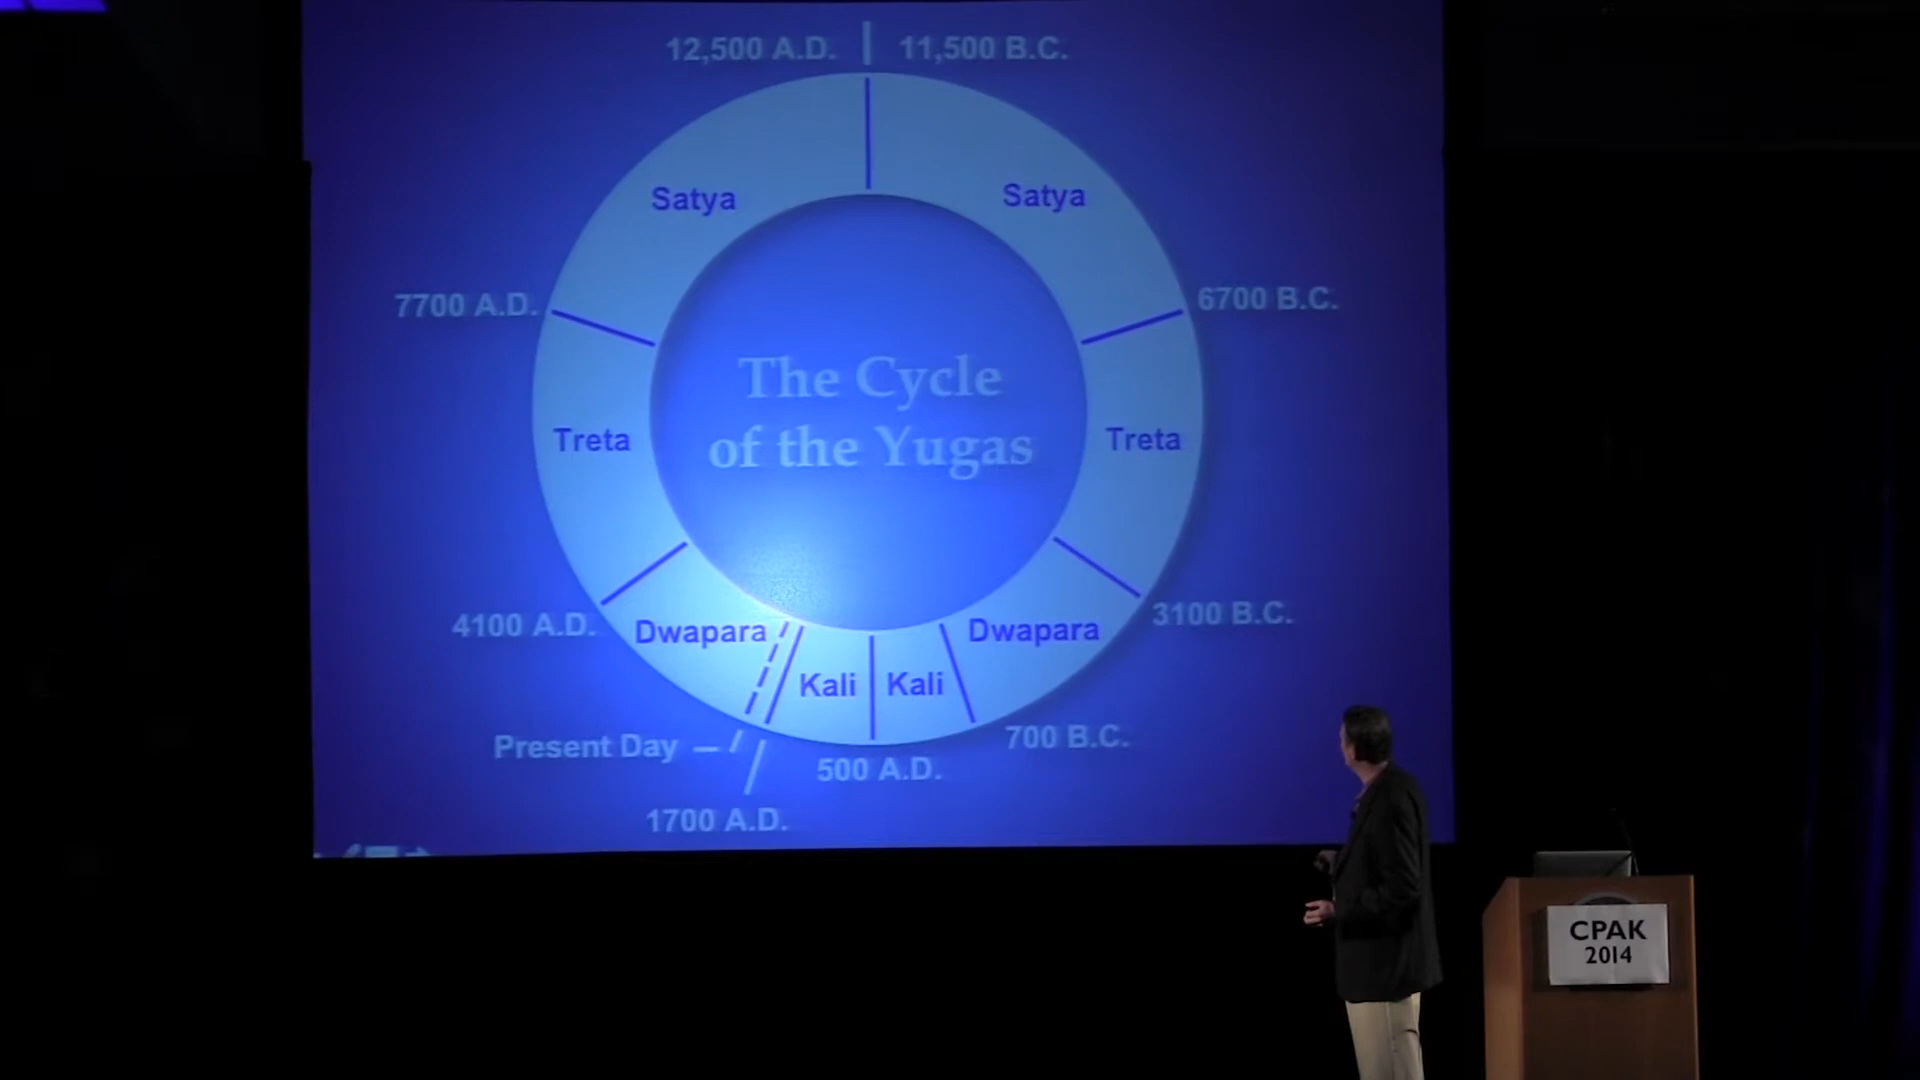 12,500 A.D.
11,500 B.C.
Satya
Satya
7700 A.D.
6700 B.C.
The Cycle
of the Yugas
Treta
Treta
4100 A.D.
Dwapara
Dwapara
3100 B.C.
Kali
Kali
Present Day
700 B.C.
500 A.D.
1700 A.D.
CPAK
2014